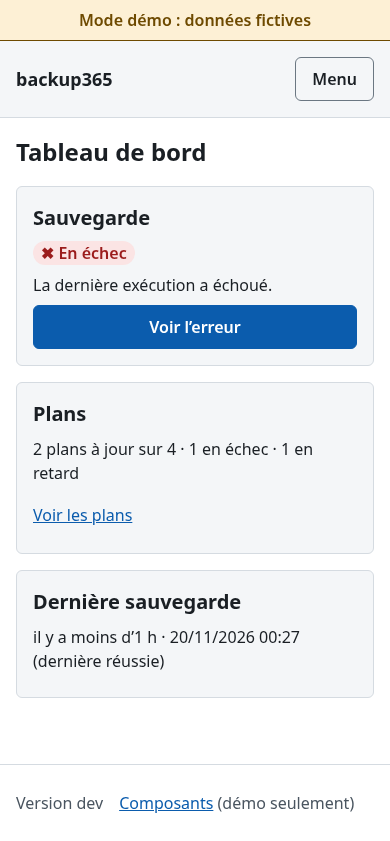 Mode démo : données fictives
backup365
Menu
Tableau de bord
Sauvegarde
✖ En échec
La dernière exécution a échoué.
Voir l’erreur
Plans
2 plans à jour sur 4 · 1 en échec · 1 en
retard
Voir les plans
Dernière sauvegarde
il y a moins d’1 h · 20/11/2026 00:27
(dernière réussie)
Version dev Composants (démo seulement)